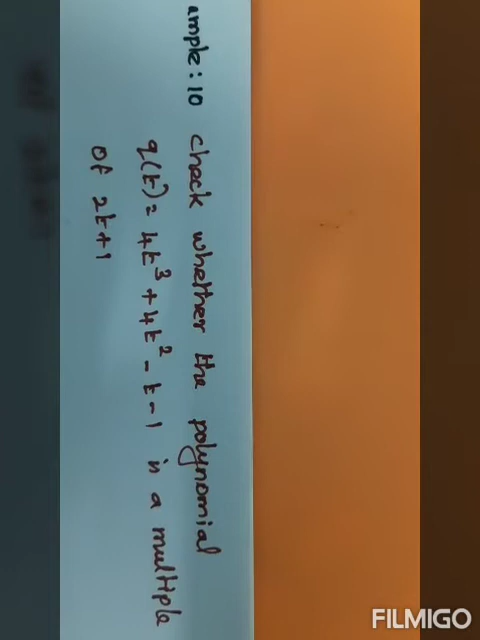 ample: 10 check whether the polynomial
q(t) = 4t³ + 4t² - t - 1 is a multiple
of 2t+1
FILMIGO